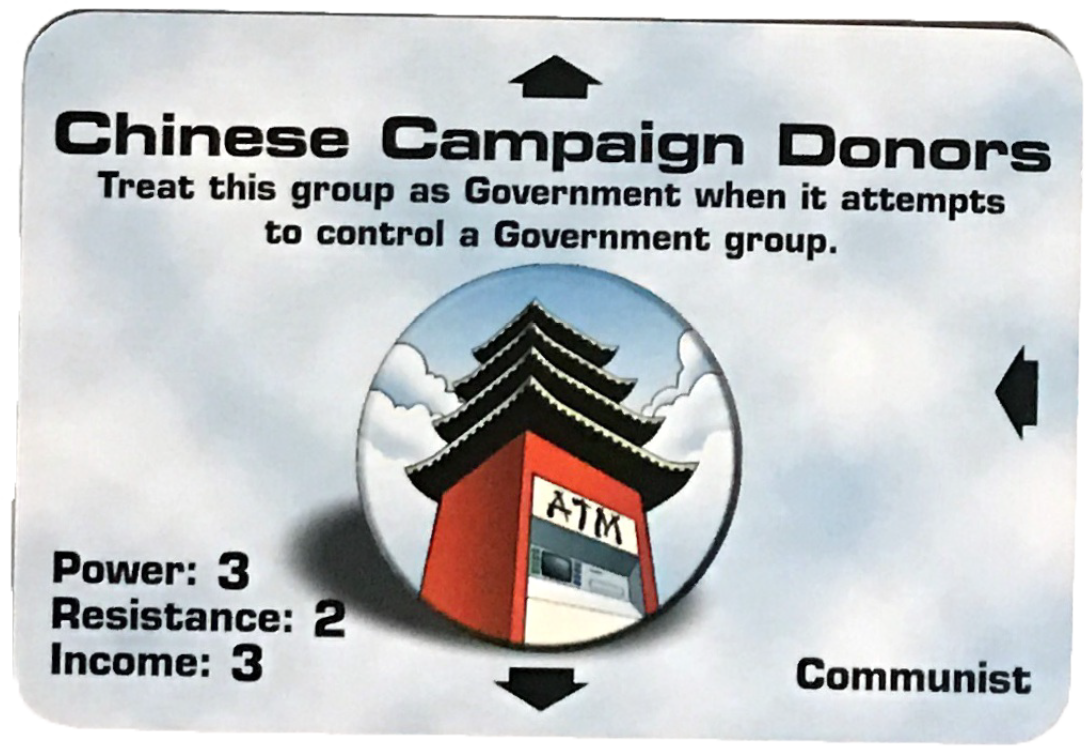 Chinese Campaign Donors
Treat this group as Government when it attempts
to control a Government group.
ATM
Power: 3
Resistance: 2
Income: 3
Communist